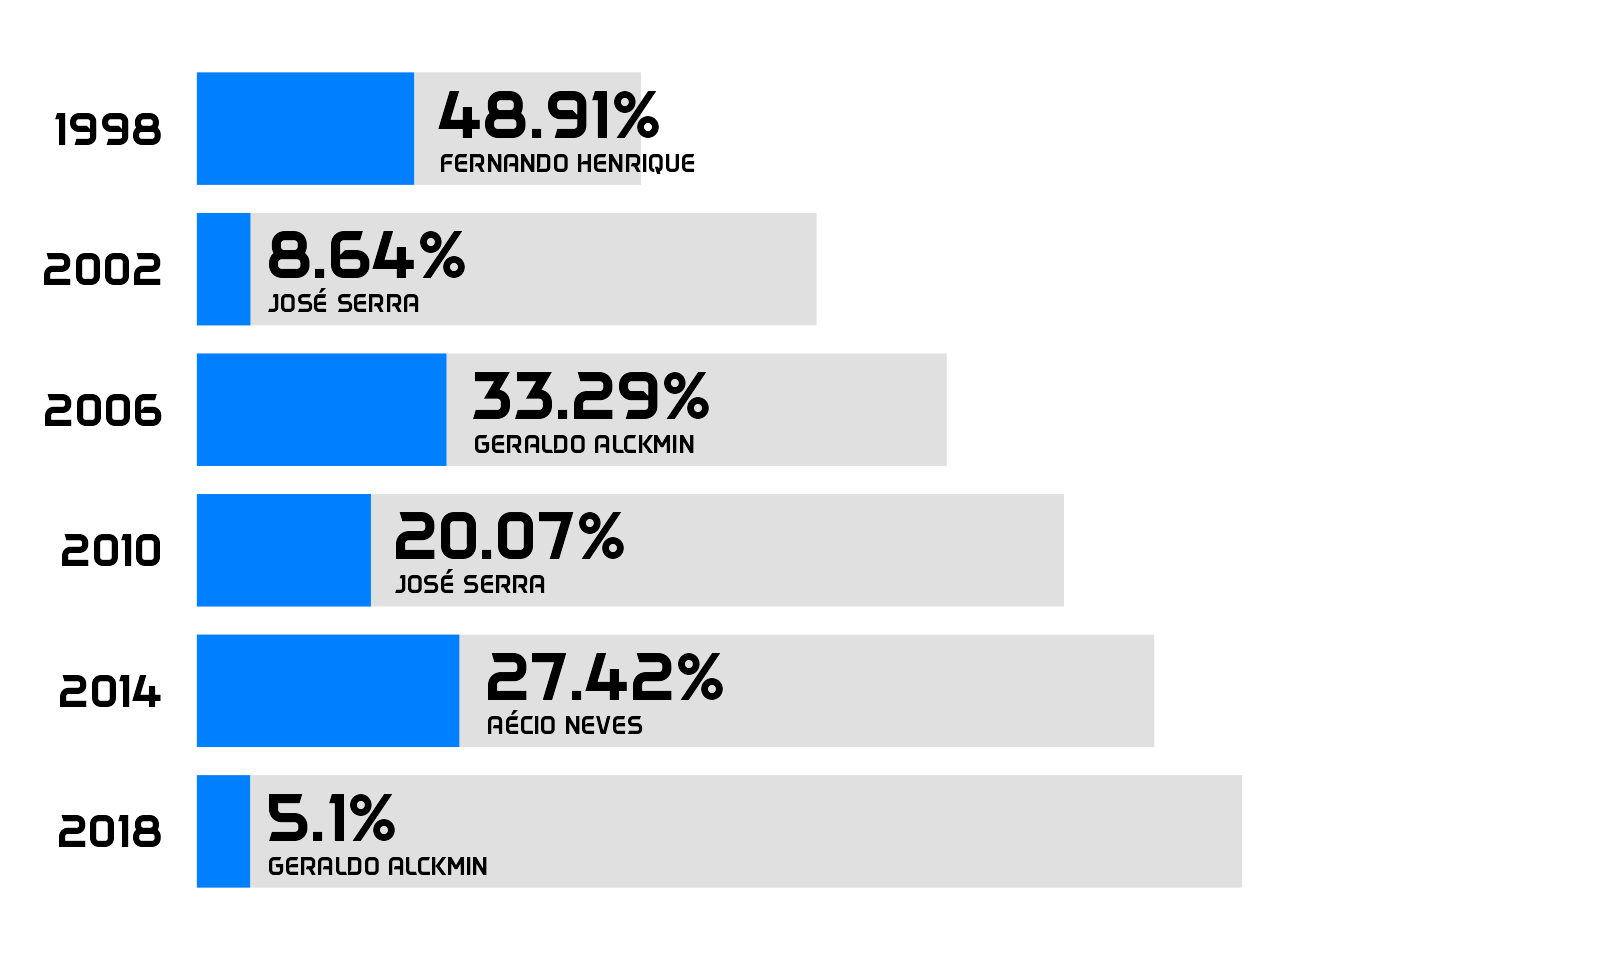 1998
48.91%
FERNANDO HENRIQUE
2002
8.64%
JOSÉ SERRA
2006
33.29%
GERALDO ALCKMIN
2010
20.07%
JOSÉ SERRA
2014
27.42%
AÉCIO NEVES
2018
5.1%
GERALDO ALCKMIN